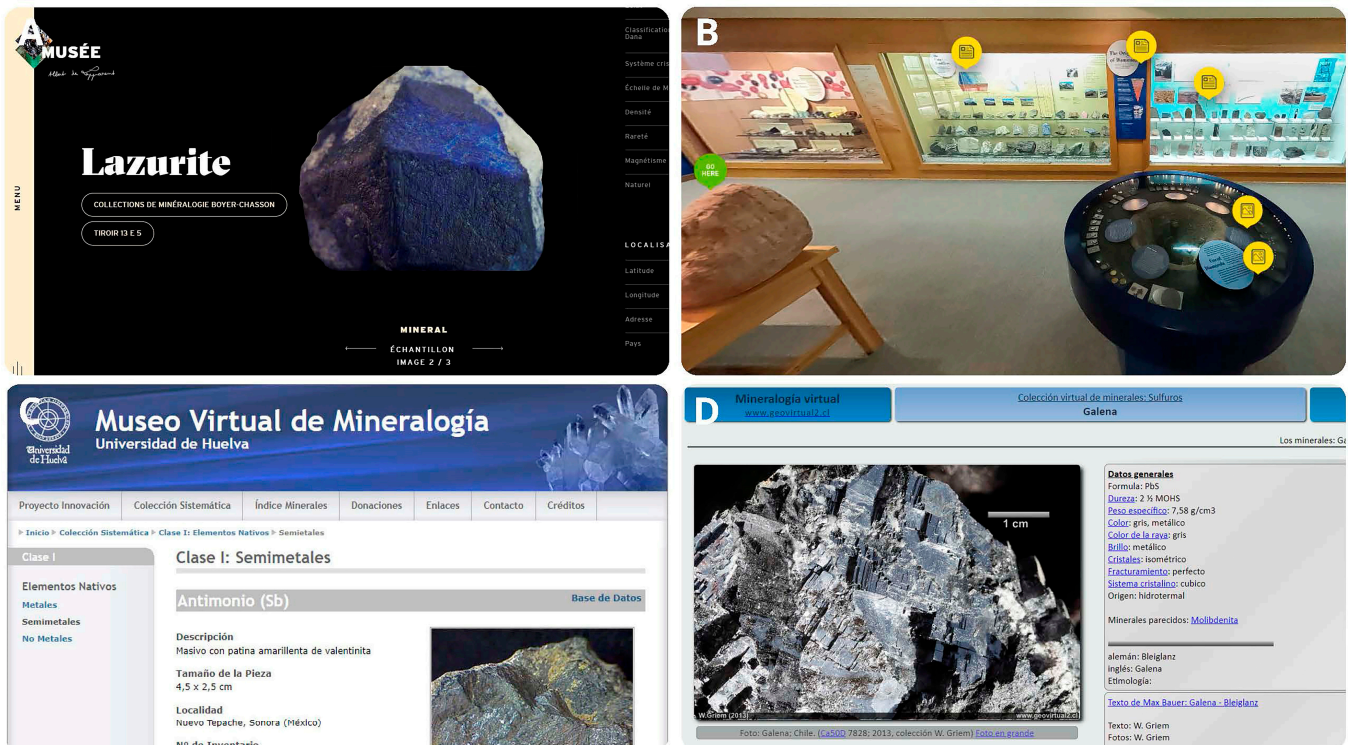 A
MUSÉE
Lazurite
COLLECTIONS DE MINÉRALOGIE BOYER-CHASSON
TIROIR 13 E 5
MENU
MINERAL
ÉCHANTILLON
IMAGE 2 / 3
Classification
Dana
Système cris
Échelle de M
Densité
Rareté
Magnétisme
Naturel
LOCALISA
Latitude
Longitude
Adresse
Pays
B
GO
HERE
C
Universidad
de Huelva
Museo Virtual de Mineralogía
Universidad de Huelva
Proyecto Innovación
Colección Sistemática
Índice Minerales
Donaciones
Enlaces
Contacto
Créditos
Inicio Colección Sistemática Clase I: Elementos Nativos Semietales
Clase I
Elementos Nativos
Metales
Semimetales
No Metales
Clase I: Semimetales
Antimonio (Sb)
Base de Datos
Descripción
Masivo con patina amarillenta de valentinita
Tamaño de la Pieza
4,5 x 2,5 cm
Localidad
Nuevo Tepache, Sonora (México)
Nº de Inventario
D
Mineralogía virtual
www.geovirtual2.cl
Colección virtual de minerales: Sulfuros
Galena
Los minerales: Ga
1 cm
W.Griem (2013)
www.geovirtual2.cl
Foto: Galena; Chile. (Ca50D 7828; 2013, colección W. Griem) Foto en grande
Datos generales
Formula: PbS
Dureza: 2 ½ MOHS
Peso específico: 7,58 g/cm3
Color: gris, metálico
Color de la raya: gris
Brillo: metálico
Cristales: isométrico
Fracturamiento: perfecto
Sistema cristalino: cubico
Origen: hidrotermal
Minerales parecidos: Molibdenita
alemán: Bleiglanz
inglés: Galena
Etimología:
Texto de Max Bauer: Galena - Bleiglanz
Texto: W. Griem
Fotos: W. Griem